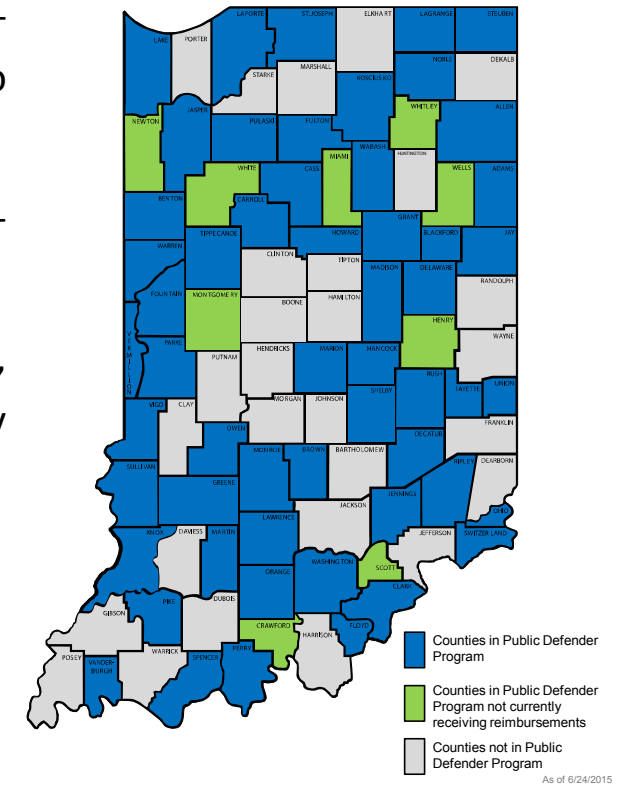 LAPORTE
ST. JOSEPH
ELKHART
LAGRANGE
STEUBEN
LAKE
PORTER
NOBLE
DEKALB
MARSHALL
STARKE
KOSCIUSKO
WHITLEY
ALLEN
JASPER
NEWTON
PULASKI
FULTON
WABASH
MIAMI
HUNTINGTON
WHITE
CASS
WELLS
ADAMS
BENTON
CARROLL
GRANT
TIPPECANOE
HOWARD
BLACKFORD
JAY
WARREN
CLINTON
TIPTON
MADISON
DELAWARE
RANDOLPH
FOUNTAIN
MONTGOMERY
BOONE
HAMILTON
HENRY
WAYNE
VERMILLION
PARKE
PUTNAM
HENDRICKS
MARION
HANCOCK
RUSH
FAYETTE
UNION
SHELBY
MORGAN
JOHNSON
VIGO
CLAY
FRANKLIN
OWEN
DECATUR
MONROE
BROWN
BARTHOLOMEW
RIPLEY
DEARBORN
SULLIVAN
GREENE
JENNINGS
JACKSON
OHIO
LAWRENCE
KNOX
DAVIESS
MARTIN
JEFFERSON
SWITZERLAND
WASHINGTON
SCOTT
ORANGE
CLARK
PIKE
DUBOIS
GIBSON
CRAWFORD
FLOYD
HARRISON
PERRY
WARRICK
SPENCER
POSEY
VANDER-
BURGH
Counties in Public Defender
Program
Counties in Public Defender
Program not currently
receiving reimbursements
Counties not in Public
Defender Program
As of 6/24/2015